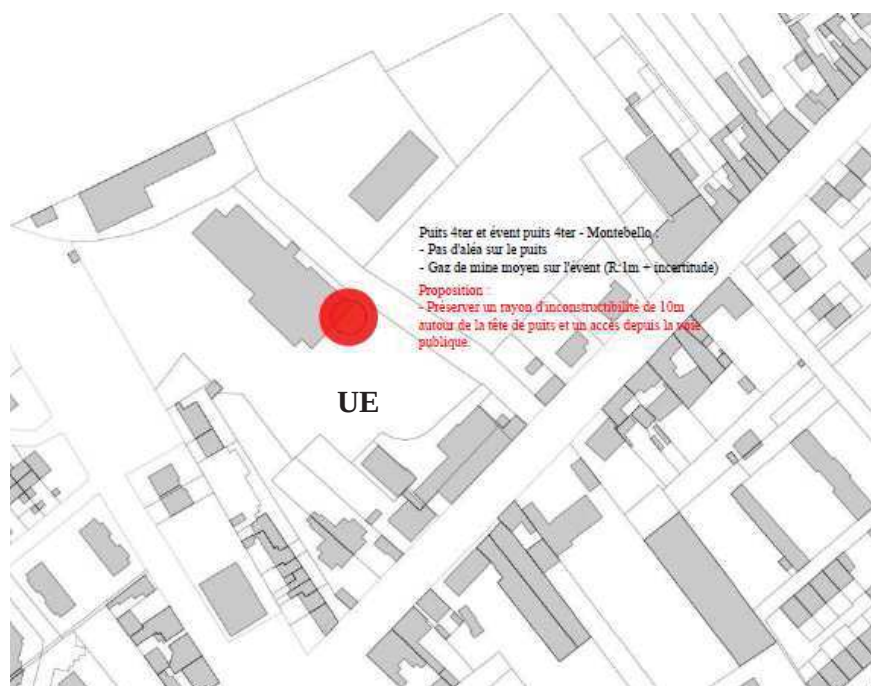 Puits 4ter et évent puits 4ter - Montebello :
- Pas d'aléa sur le puits
- Gaz de mine moyen sur l'évent (R:1m + incertitude)
Proposition :
- Préserver un rayon d'inconstructibilité de 10m
autour de la tête de puits et un accès depuis la voie
publique.
UE